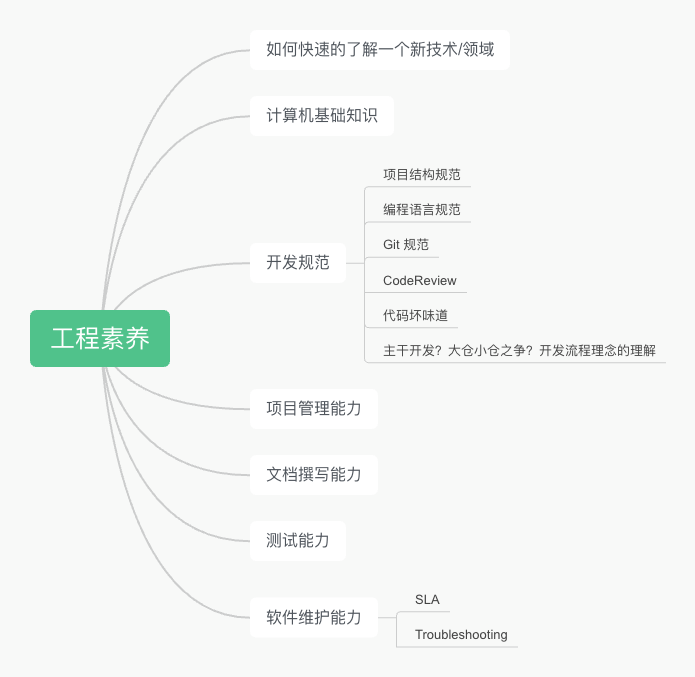 如何快速的了解一个新技术/领域
计算机基础知识
项目结构规范
编程语言规范
Git 规范
开发规范
CodeReview
代码坏味道
工程素养
主干开发？大仓小仓之争？开发流程理念的理解
项目管理能力
文档撰写能力
测试能力
SLA
软件维护能力
Troubleshooting